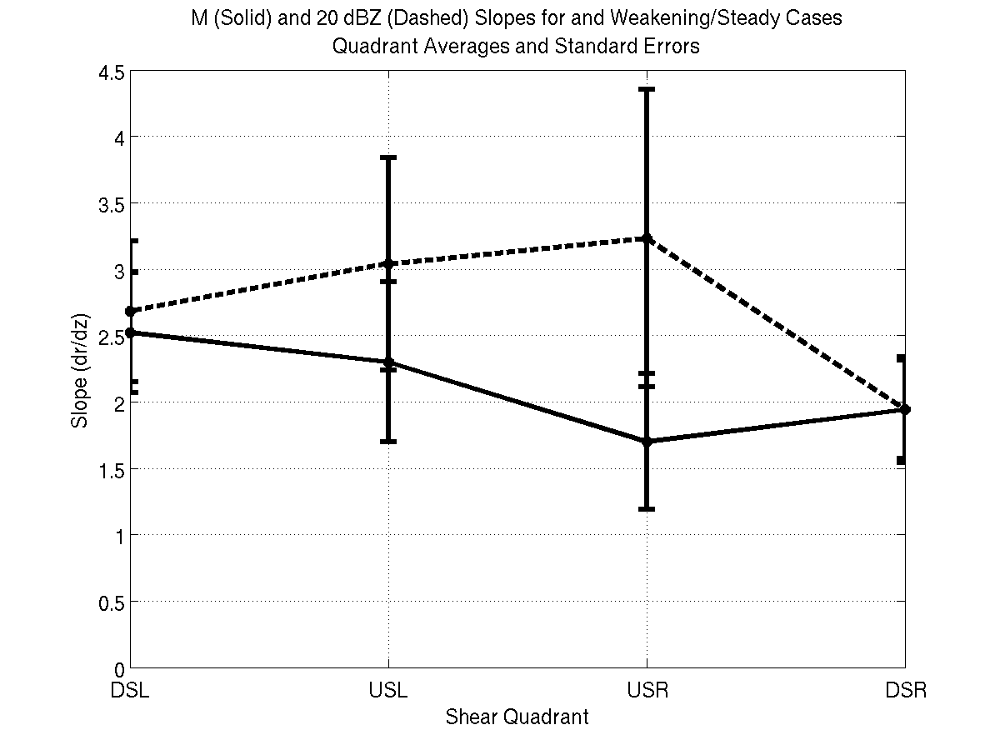 M (Solid) and 20 dBZ (Dashed) Slopes for and Weakening/Steady Cases
Quadrant Averages and Standard Errors
4.5
4
3.5
3
2.5
2
1.5
1
0.5
0
Slope (dr/dz)
DSL USL USR DSR
Shear Quadrant